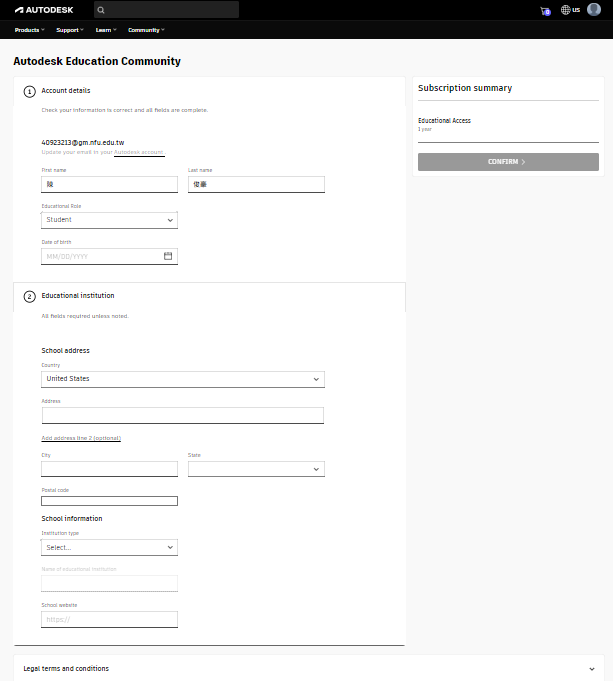 AUTODESK
0
US
Products
Support
Learn
Community
Autodesk Education Community
1
Account details
Check your information is correct and all fields are complete.
40923213@gm.nfu.edu.tw
Update your email in your Autodesk account.
First name
Last name
陳
俊豪
Educational Role
Student
Date of birth
MM/DD/YYYY
2
Educational institution
All fields required unless noted.
School address
Country
United States
Address
Add address line 2 (optional)
City
State
Postal code
School information
Institution type
Select...
Name of educational institution
School website
https://
Subscription summary
Educational Access
1 year
CONFIRM
Legal terms and conditions